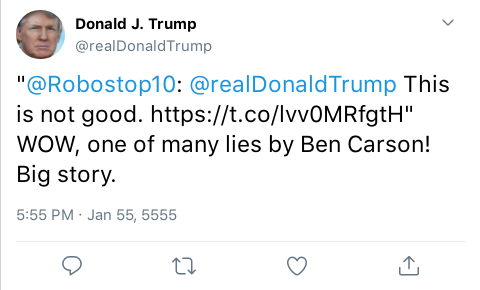 Donald J. Trump
@realDonaldTrump
"@Robostop10: @realDonaldTrump This
is not good. https://t.co/lvv0MRfgtH"
WOW, one of many lies by Ben Carson!
Big story.
5:55 PM · Jan 55, 5555